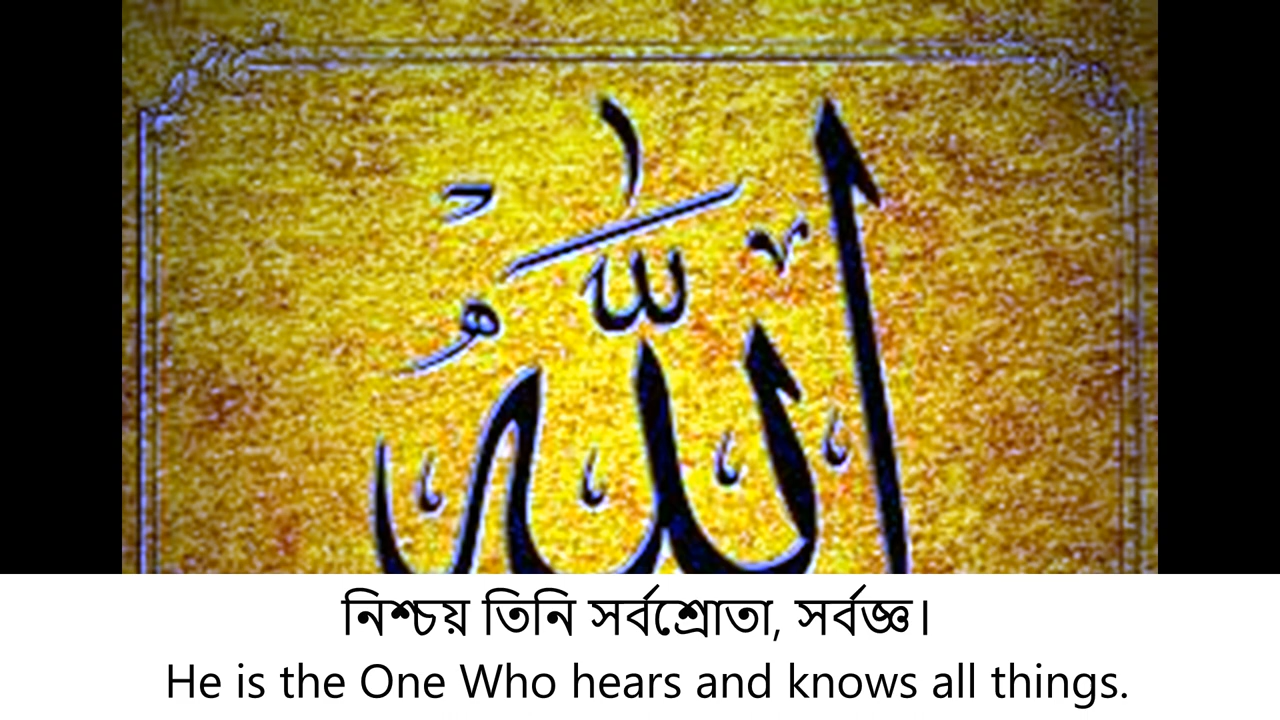 الله
নিশ্চয় তিনি সর্বশ্রোতা, সর্বজ্ঞ।
He is the One Who hears and knows all things.